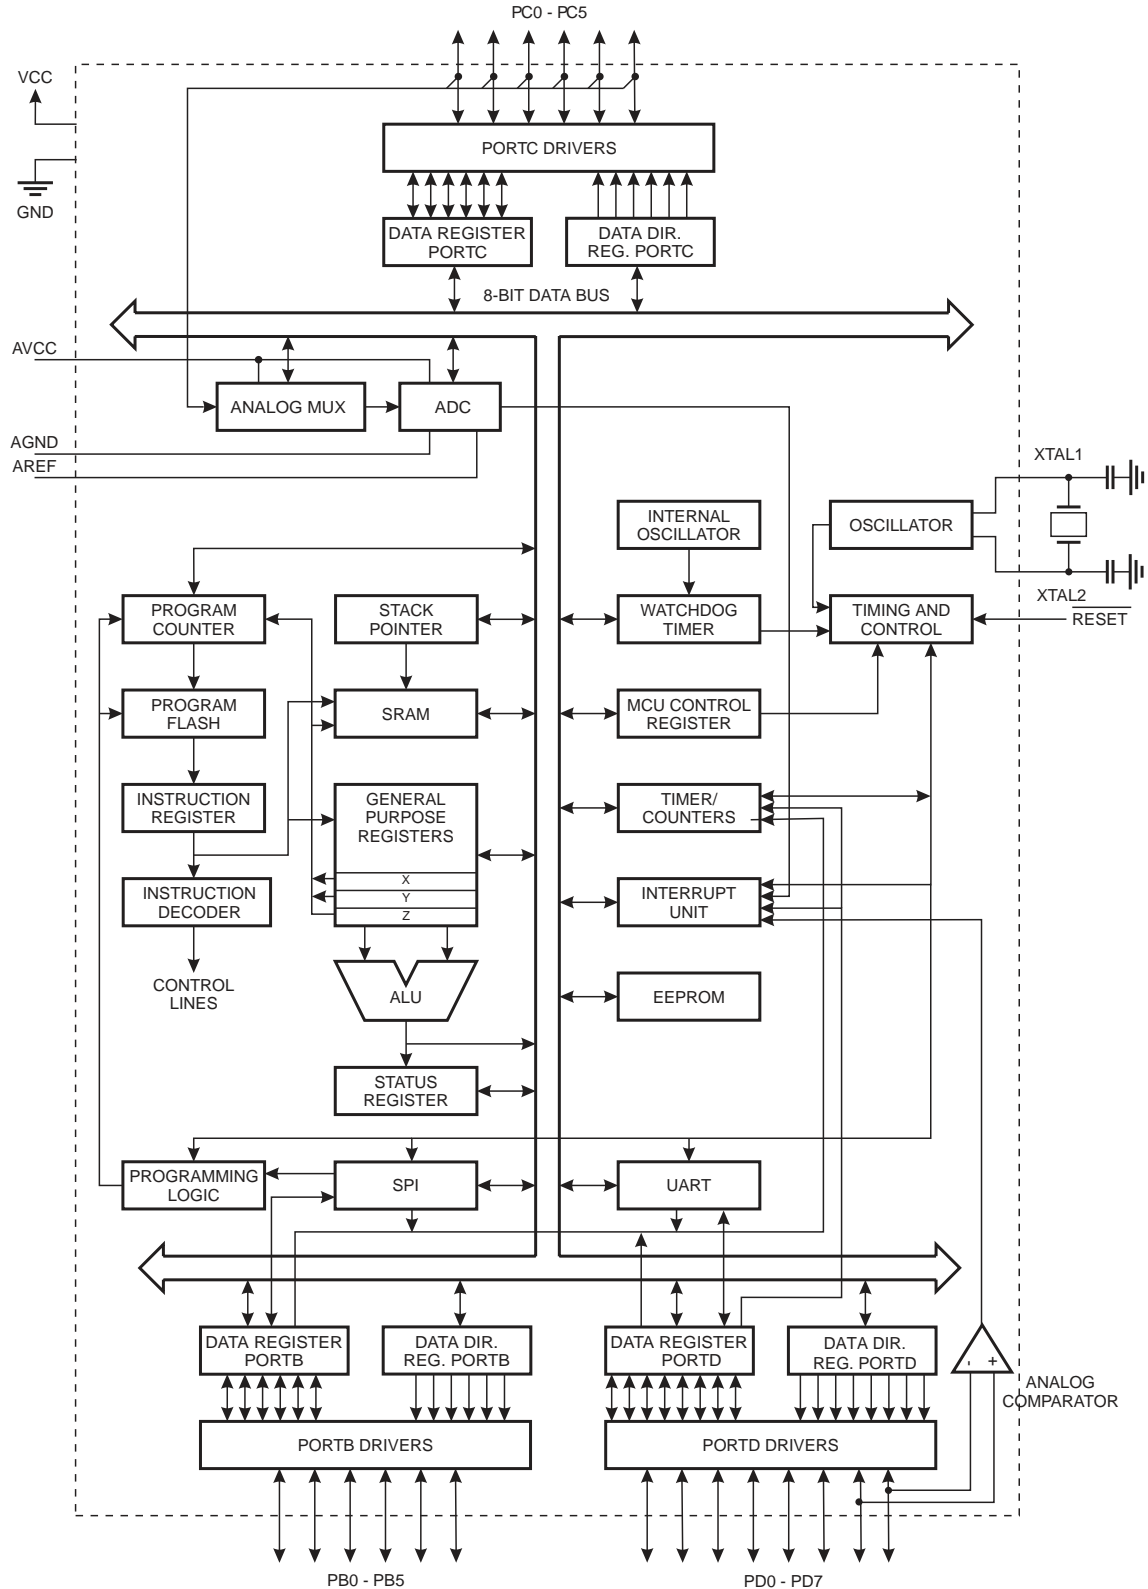 PC0 - PC5
VCC
GND
PORTC DRIVERS
DATA REGISTER
PORTC
DATA DIR.
REG. PORTC
8-BIT DATA BUS
AVCC
ANALOG MUX
ADC
AGND
AREF
XTAL1
INTERNAL
OSCILLATOR
OSCILLATOR
XTAL2
RESET
PROGRAM
COUNTER
STACK
POINTER
WATCHDOG
TIMER
TIMING AND
CONTROL
PROGRAM
FLASH
SRAM
MCU CONTROL
REGISTER
INSTRUCTION
REGISTER
GENERAL
PURPOSE
REGISTERS
X
Y
Z
TIMER/
COUNTERS
INSTRUCTION
DECODER
INTERRUPT
UNIT
CONTROL
LINES
ALU
EEPROM
STATUS
REGISTER
PROGRAMMING
LOGIC
SPI
UART
DATA REGISTER
PORTB
DATA DIR.
REG. PORTB
DATA REGISTER
PORTD
DATA DIR.
REG. PORTD
- +
ANALOG
COMPARATOR
PORTB DRIVERS
PORTD DRIVERS
PB0 - PB5
PD0 - PD7